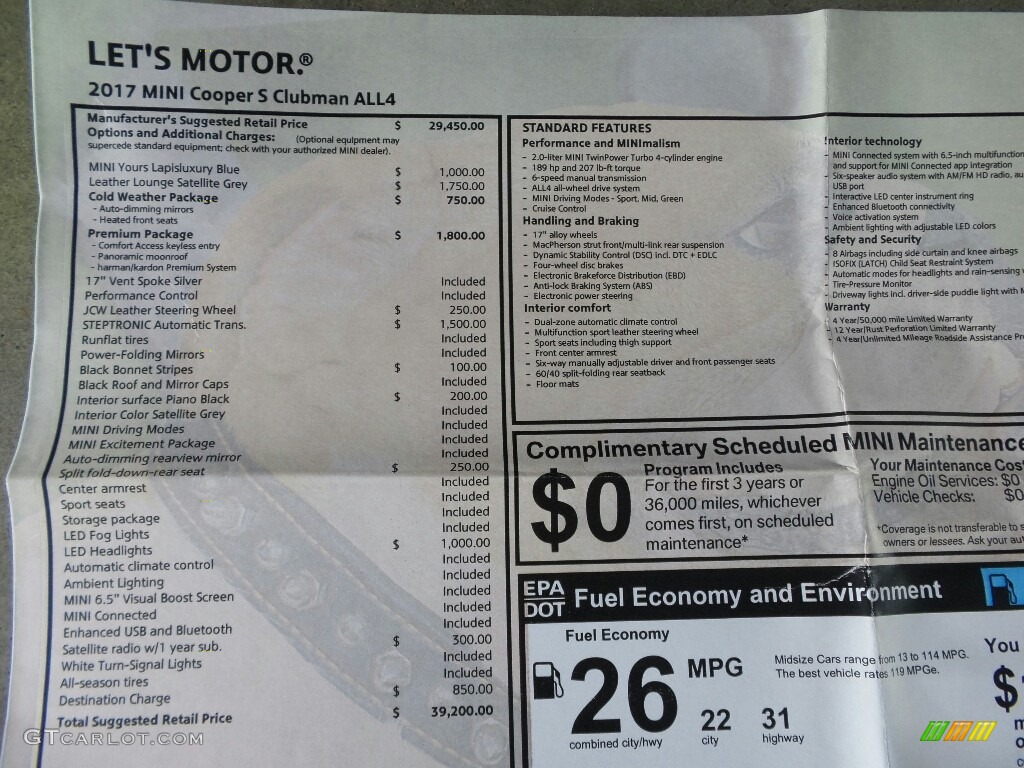 LET'S MOTOR.®
2017 MINI Cooper S Clubman ALL4
Manufacturer's Suggested Retail Price $ 29,450.00
Options and Additional Charges: (Optional equipment may
supercede standard equipment; check with your authorized MINI dealer).
MINI Yours Lapisluxury Blue $ 1,000.00
Leather Lounge Satellite Grey $ 1,750.00
Cold Weather Package $ 750.00
- Auto-dimming mirrors
- Heated front seats
Premium Package $ 1,800.00
- Comfort Access keyless entry
- Panoramic moonroof
- harman/kardon Premium System
17" Vent Spoke Silver Included
Performance Control Included
JCW Leather Steering Wheel $ 250.00
STEPTRONIC Automatic Trans. $ 1,500.00
Runflat tires Included
Power-Folding Mirrors Included
Black Bonnet Stripes $ 100.00
Black Roof and Mirror Caps Included
Interior surface Piano Black $ 200.00
Interior Color Satellite Grey Included
MINI Driving Modes Included
MINI Excitement Package Included
Auto-dimming rearview mirror Included
Split fold-down-rear seat $ 250.00
Center armrest Included
Sport seats Included
Storage package Included
LED Fog Lights Included
LED Headlights $ 1,000.00
Automatic climate control Included
Ambient Lighting Included
MINI 6.5" Visual Boost Screen Included
MINI Connected Included
Enhanced USB and Bluetooth Included
Satellite radio w/1 year sub. $ 300.00
White Turn-Signal Lights Included
All-season tires Included
Destination Charge $ 850.00
Total Suggested Retail Price $ 39,200.00
STANDARD FEATURES
Performance and MINImalism
- 2.0-liter MINI TwinPower Turbo 4-cylinder engine
- 189 hp and 207 lb-ft torque
- 6-speed manual transmission
- ALL4 all-wheel drive system
- MINI Driving Modes - Sport, Mid, Green
- Cruise Control
Handling and Braking
- 17" alloy wheels
- MacPherson strut front/multi-link rear suspension
- Dynamic Stability Control (DSC) incl. DTC + EDLC
- Four-wheel disc brakes
- Electronic Brakeforce Distribution (EBD)
- Anti-lock Braking System (ABS)
- Electronic power steering
Interior comfort
- Dual-zone automatic climate control
- Multifunction sport leather steering wheel
- Sport seats including thigh support
- Front center armrest
- Six-way manually adjustable driver and front passenger seats
- 60/40 split-folding rear seatback
- Floor mats
Interior technology
- MINI Connected system with 6.5-inch multifunction
and support for MINI Connected app integration
- Six-speaker audio system with AM/FM HD radio, au
USB port
- Interactive LED center instrument ring
- Enhanced Bluetooth connectivity
- Voice activation system
- Ambient lighting with adjustable LED colors
Safety and Security
- 8 Airbags including side curtain and knee airbags
- ISOFIX (LATCH) Child Seat Restraint System
- Automatic modes for headlights and rain-sensing
- Tire-Pressure Monitor
- Driveway lights incl. driver-side puddle light with M
Warranty
- 4 Year/50,000 mile Limited Warranty
- 12 Year/Rust Perforation Limited Warranty
- 4 Year/Unlimited Mileage Roadside Assistance Pr
Complimentary Scheduled MINI Maintenance
$0
Program Includes
For the first 3 years or
36,000 miles, whichever
comes first, on scheduled
maintenance*
Your Maintenance Cost
Engine Oil Services: $0
Vehicle Checks: $0
*Coverage is not transferable to s
owners or lessees. Ask your au
EPA
DOT
Fuel Economy and Environment
Fuel Economy
26 MPG
combined city/hwy
22
city
31
highway
Midsize Cars range from 13 to 114 MPG.
The best vehicle rates 119 MPGe.
You
$
GTcarlot.com